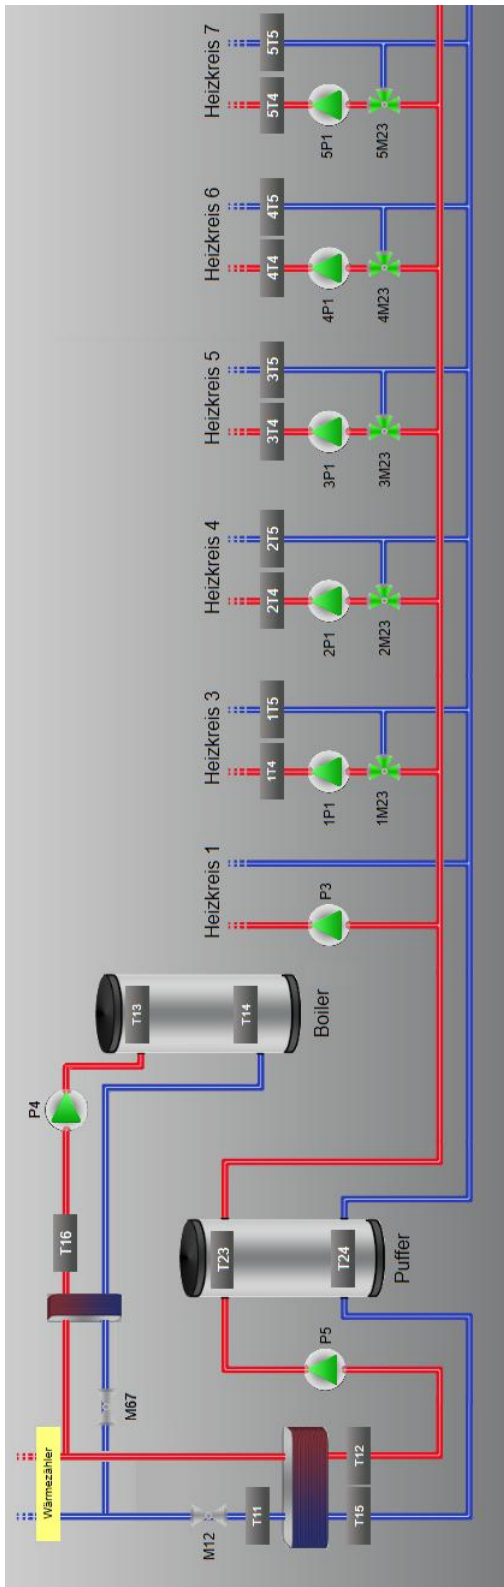 Wärmezähler
M12
T11
T15
T12
M67
T16
P4
P5
T23
T24
Puffer
T13
T14
Boiler
Heizkreis 1
P3
Heizkreis 3
1T4
1T5
1P1
1M23
Heizkreis 4
2T4
2T5
2P1
2M23
Heizkreis 5
3T4
3T5
3P1
3M23
Heizkreis 6
4T4
4T5
4P1
4M23
Heizkreis 7
5T4
5T5
5P1
5M23